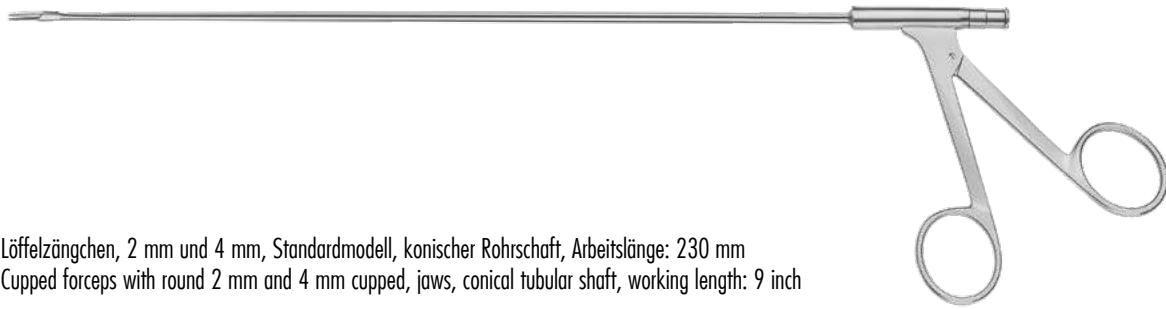 Löffelzängchen, 2 mm und 4 mm, Standardmodell, konischer Rohrschaft, Arbeitslänge: 230 mm
Cupped forceps with round 2 mm and 4 mm cupped, jaws, conical tubular shaft, working length: 9 inch